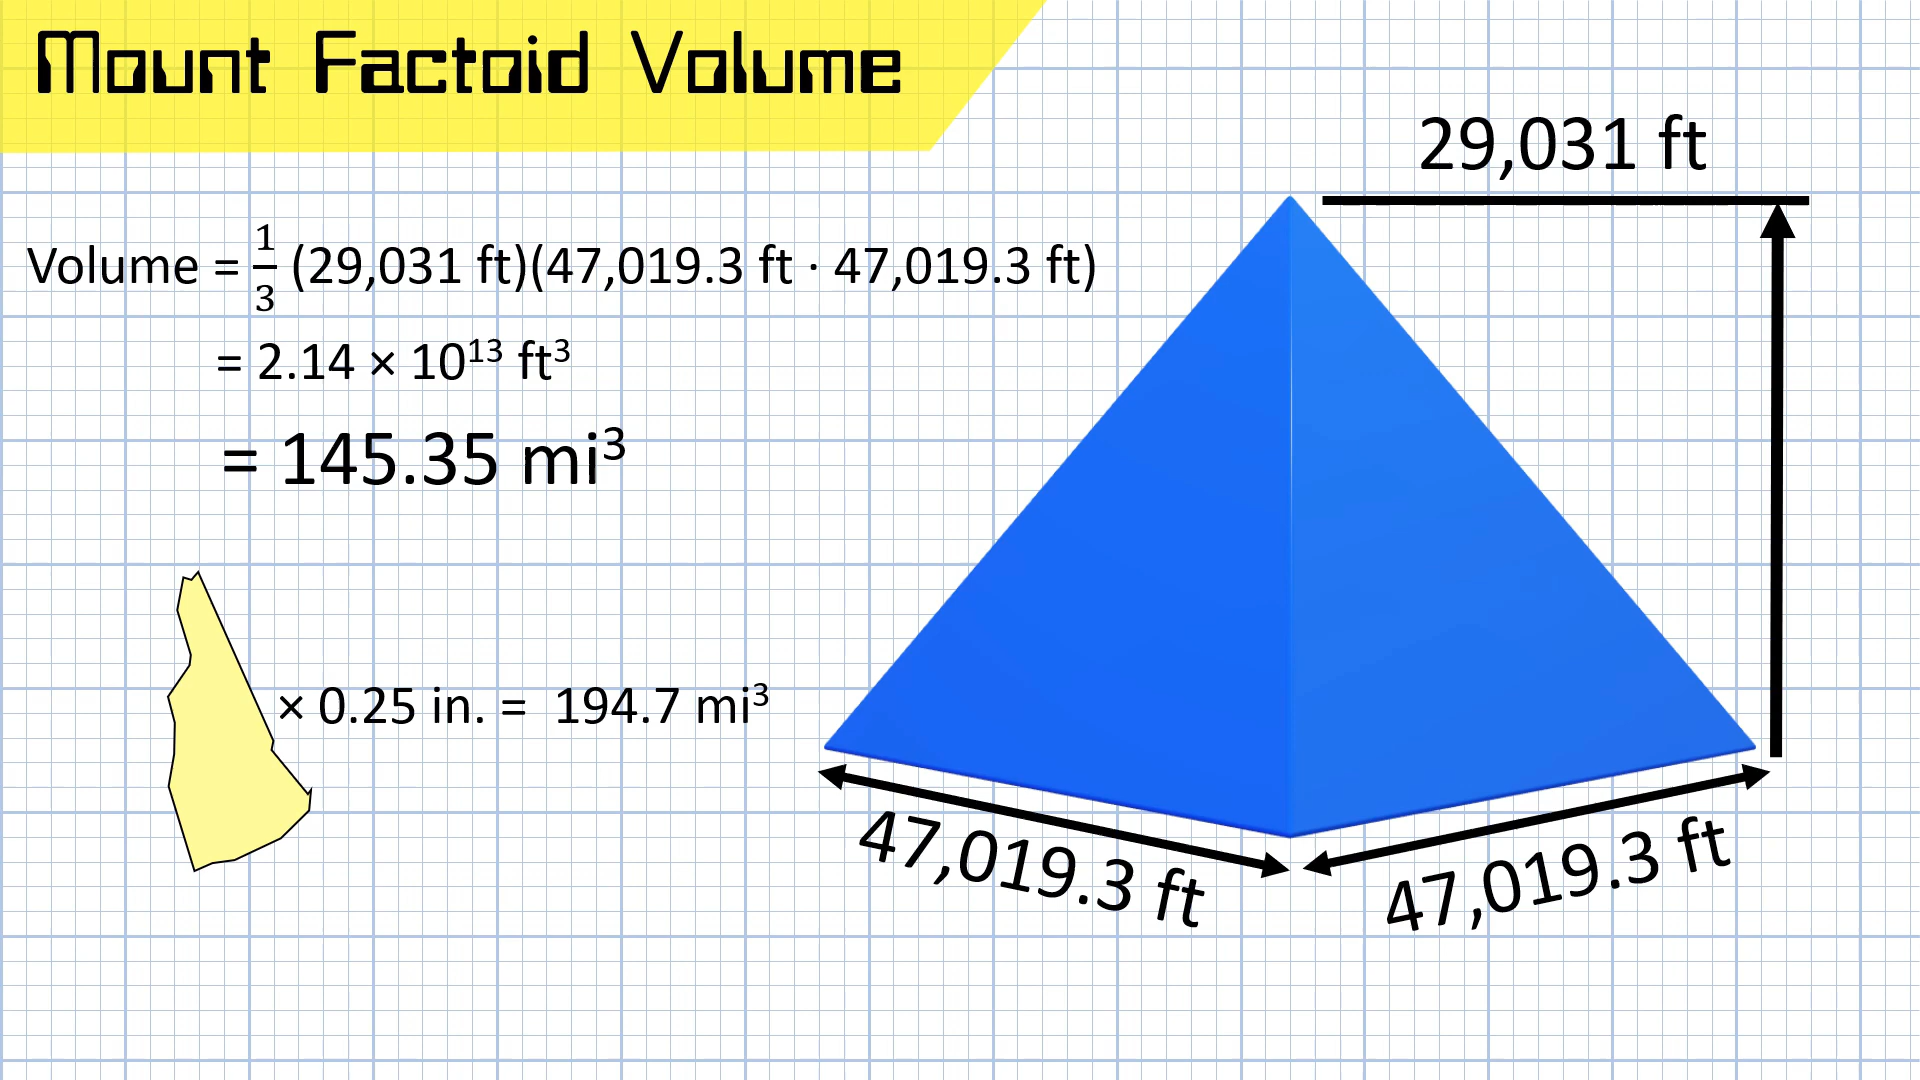 Mount Factoid Volume
29,031 ft
Volume = 1/3 (29,031 ft)(47,019.3 ft · 47,019.3 ft)
= 2.14 × 10¹³ ft³
= 145.35 mi³
× 0.25 in. = 194.7 mi³
47,019.3 ft
47,019.3 ft